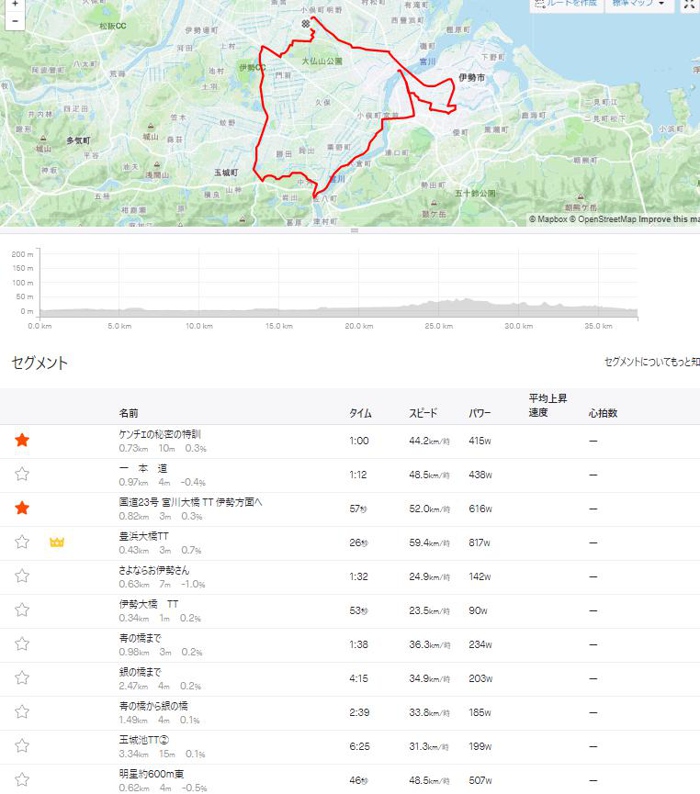 ルートを作成 標準マップ
松阪CC
伊勢CC
大仏山公園
伊勢市
多気町
玉城町
宮川
五十鈴公園
© Mapbox © OpenStreetMap Improve this ma
200 m
150 m
100 m
50 m
0 m
0.0 km 5.0 km 10.0 km 15.0 km 20.0 km 25.0 km 30.0 km 35.0 km
セグメント セグメントについてもっと知
名前 タイム スピード パワー 平均上昇
速度 心拍数
ケンチェの秘密の特訓
0.73km 10m 0.3% 1:00 44.2km/時 415W —
一 本 道
0.97km 4m -0.4% 1:12 48.5km/時 438W —
国道23号 宮川大橋 TT 伊勢方面へ
0.82km 3m 0.3% 57秒 52.0km/時 616W —
豊浜大橋TT
0.43km 3m 0.7% 26秒 59.4km/時 817W —
さよならお伊勢さん
0.63km 7m -1.0% 1:32 24.9km/時 142W —
伊勢大橋 TT
0.34km 1m 0.2% 53秒 23.5km/時 90W —
青の橋まで
0.98km 3m 0.2% 1:38 36.3km/時 234W —
銀の橋まで
2.47km 4m 0.2% 4:15 34.9km/時 203W —
青の橋から銀の橋
1.49km 4m 0.1% 2:39 33.8km/時 185W —
玉城池TT②
3.34km 15m 0.1% 6:25 31.3km/時 199W —
明星約600m東
0.62km 4m -0.5% 46秒 48.5km/時 507W —